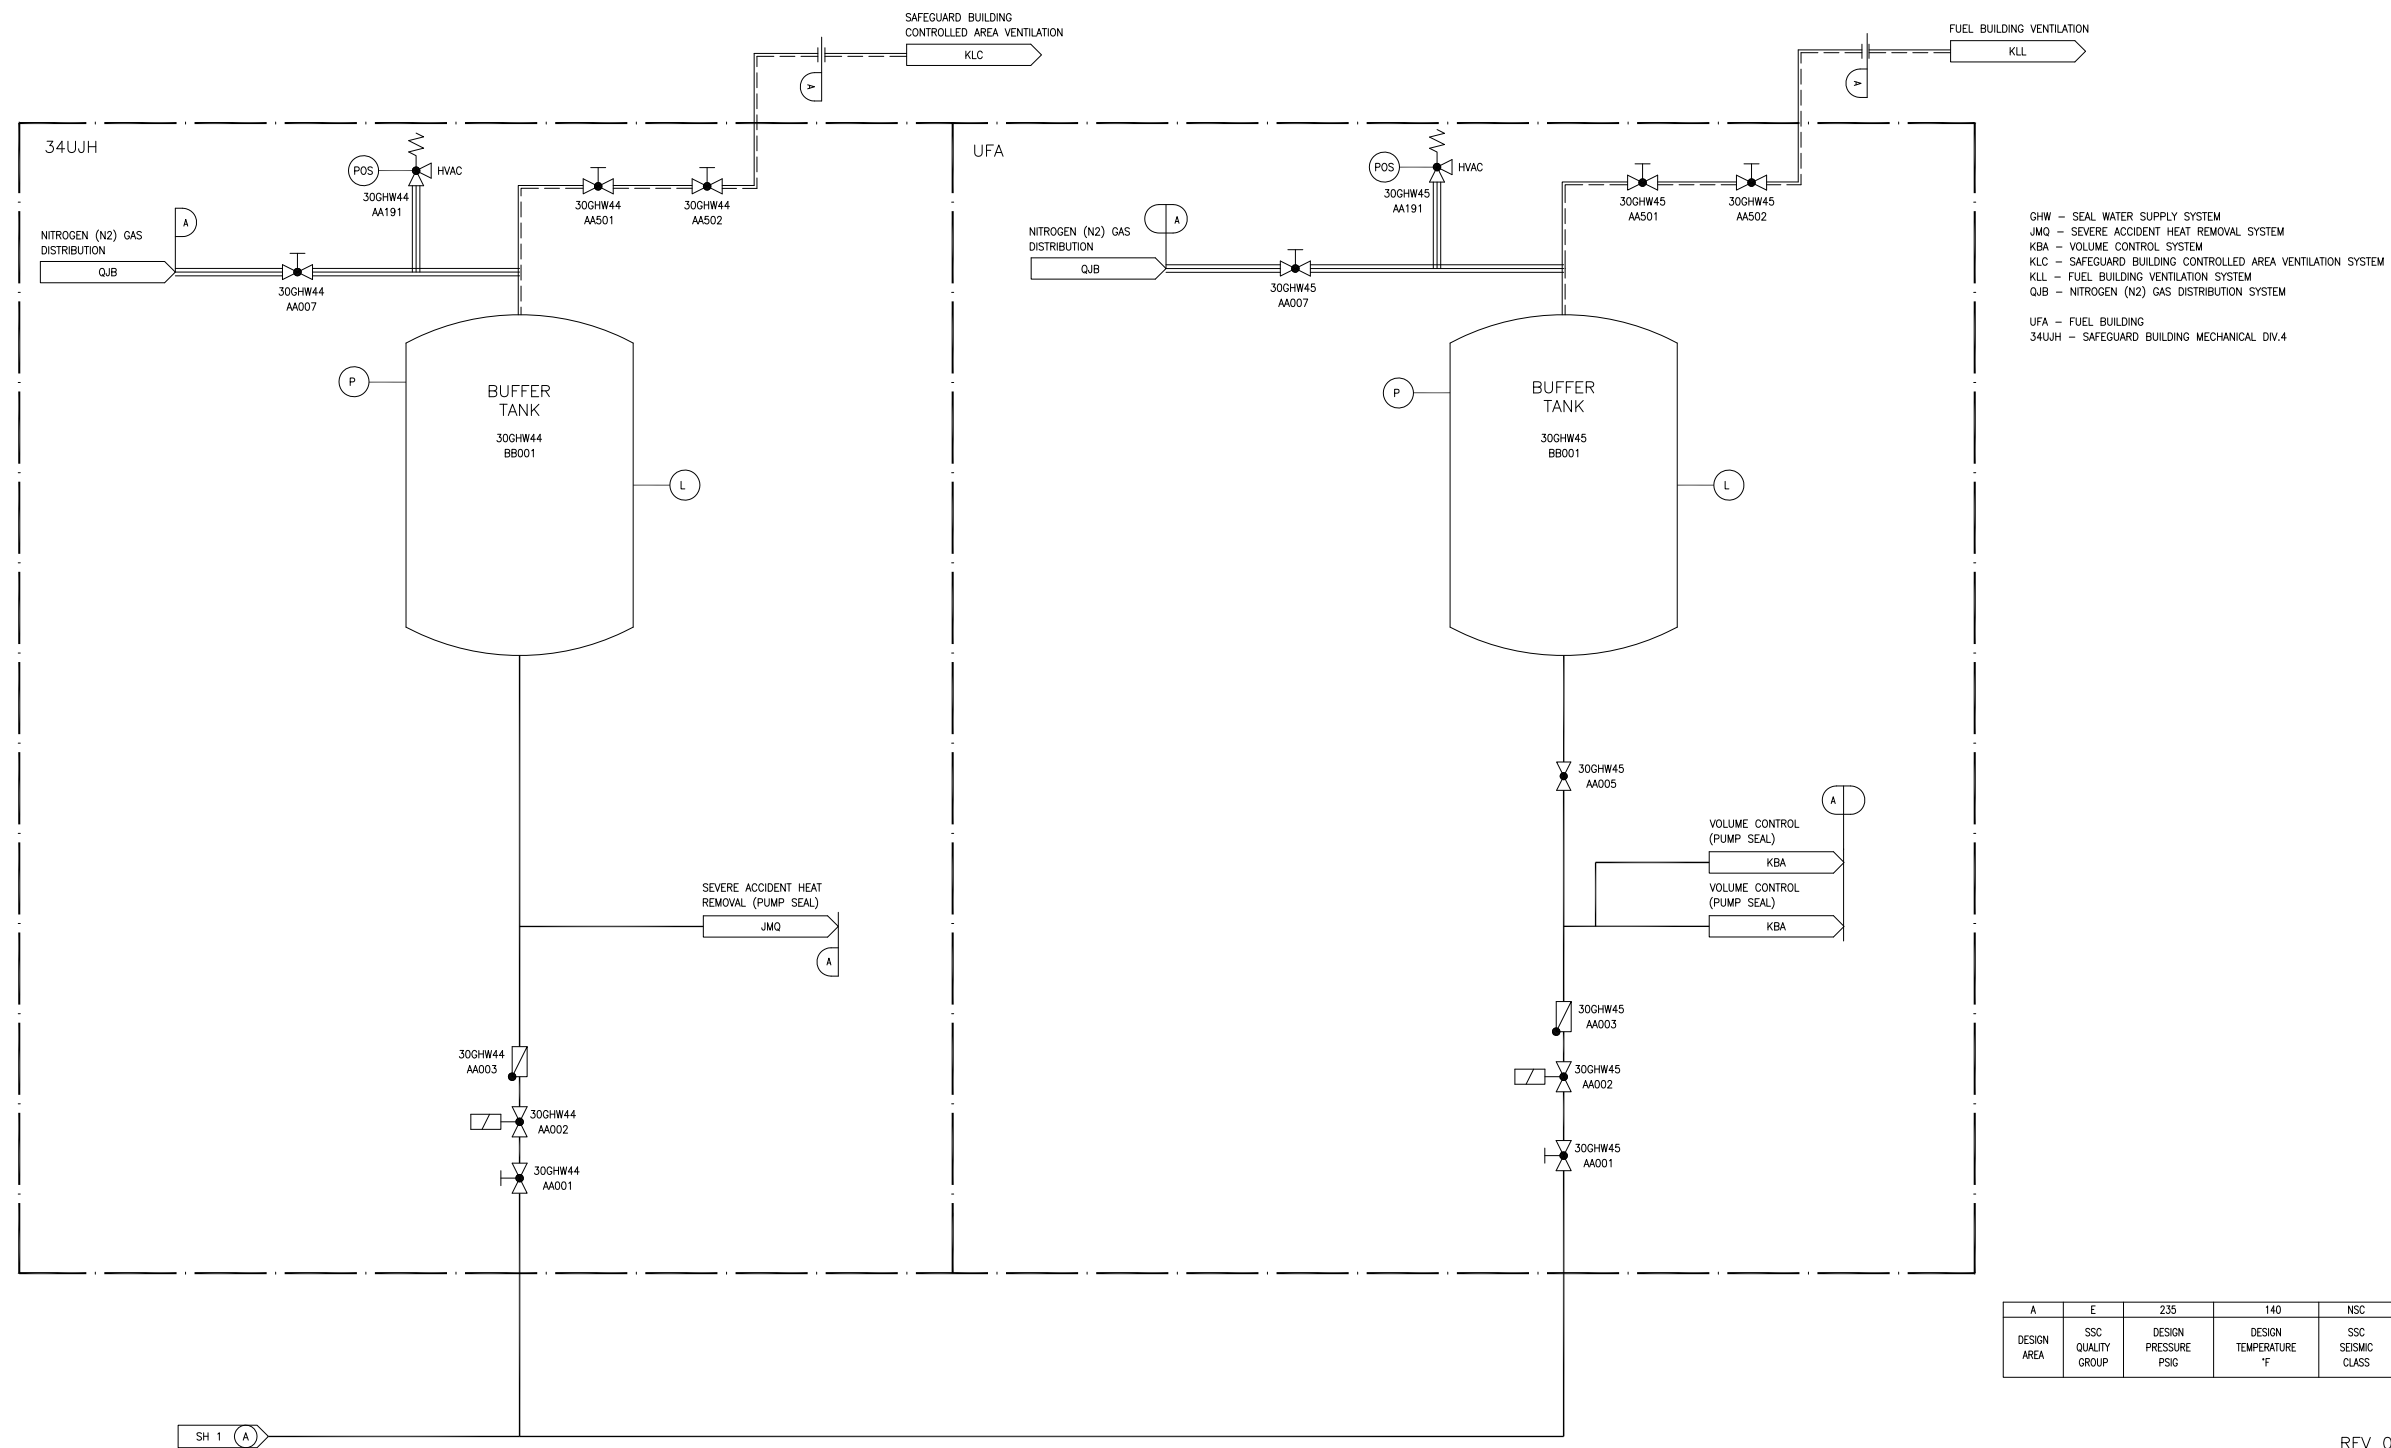 SAFEGUARD BUILDING
CONTROLLED AREA VENTILATION
KLC
A
FUEL BUILDING VENTILATION
KLL
A
34UJH
POS
HVAC
30GHW44
AA191
30GHW44
AA501
30GHW44
AA502
A
NITROGEN (N2) GAS
DISTRIBUTION
QJB
30GHW44
AA007
P
BUFFER
TANK
30GHW44
BB001
L
SEVERE ACCIDENT HEAT
REMOVAL (PUMP SEAL)
JMQ
A
30GHW44
AA003
30GHW44
AA002
30GHW44
AA001
UFA
POS
HVAC
30GHW45
AA191
30GHW45
AA501
30GHW45
AA502
A
NITROGEN (N2) GAS
DISTRIBUTION
QJB
30GHW45
AA007
P
BUFFER
TANK
30GHW45
BB001
L
30GHW45
AA005
A
VOLUME CONTROL
(PUMP SEAL)
KBA
VOLUME CONTROL
(PUMP SEAL)
KBA
30GHW45
AA003
30GHW45
AA002
30GHW45
AA001
GHW – SEAL WATER SUPPLY SYSTEM
JMQ – SEVERE ACCIDENT HEAT REMOVAL SYSTEM
KBA – VOLUME CONTROL SYSTEM
KLC – SAFEGUARD BUILDING CONTROLLED AREA VENTILATION SYSTEM
KLL – FUEL BUILDING VENTILATION SYSTEM
QJB – NITROGEN (N2) GAS DISTRIBUTION SYSTEM
UFA – FUEL BUILDING
34UJH – SAFEGUARD BUILDING MECHANICAL DIV.4
A E 235 140 NSC
DESIGN
AREA
SSC
QUALITY
GROUP
DESIGN
PRESSURE
PSIG
DESIGN
TEMPERATURE
°F
SSC
SEISMIC
CLASS
SH 1 A
REV 0